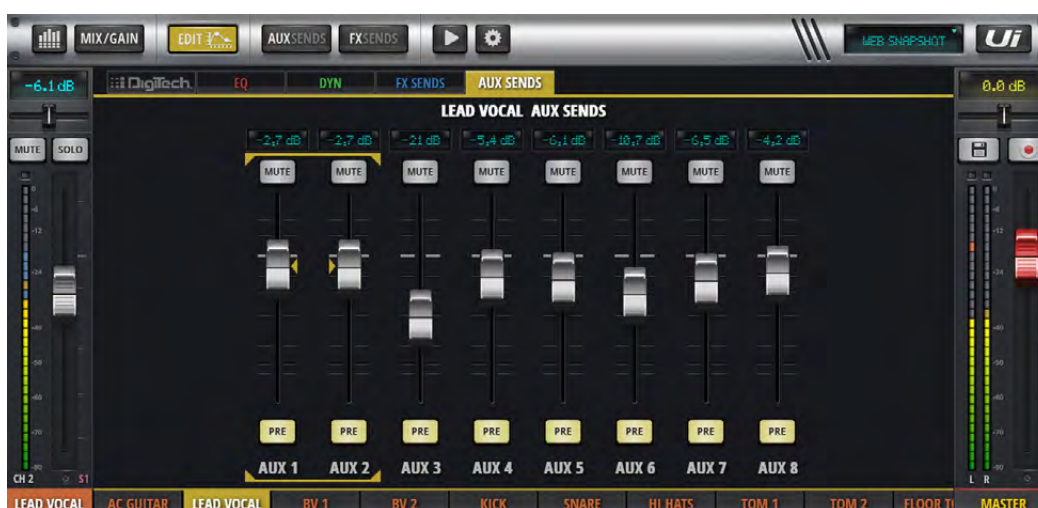 MIX/GAIN EDIT AUXSENDS FXSENDS WEB SNAPSHOT Ui
-6.1 dB DigiTech EQ DYN FX SENDS AUX SENDS 0.0 dB
LEAD VOCAL AUX SENDS
-2,7 dB -2,7 dB -21 dB -5,4 dB -6,1 dB -10,7 dB -6,5 dB -4,2 dB
MUTE SOLO
MUTE MUTE MUTE MUTE MUTE MUTE MUTE MUTE
PRE PRE PRE PRE PRE PRE PRE PRE
AUX 1 AUX 2 AUX 3 AUX 4 AUX 5 AUX 6 AUX 7 AUX 8
CH 2 S1 L R
LEAD VOCAL AC GUITAR LEAD VOCAL BV 1 BV 2 KICK SNARE HI HATS TOM 1 TOM 2 FLOOR MASTER